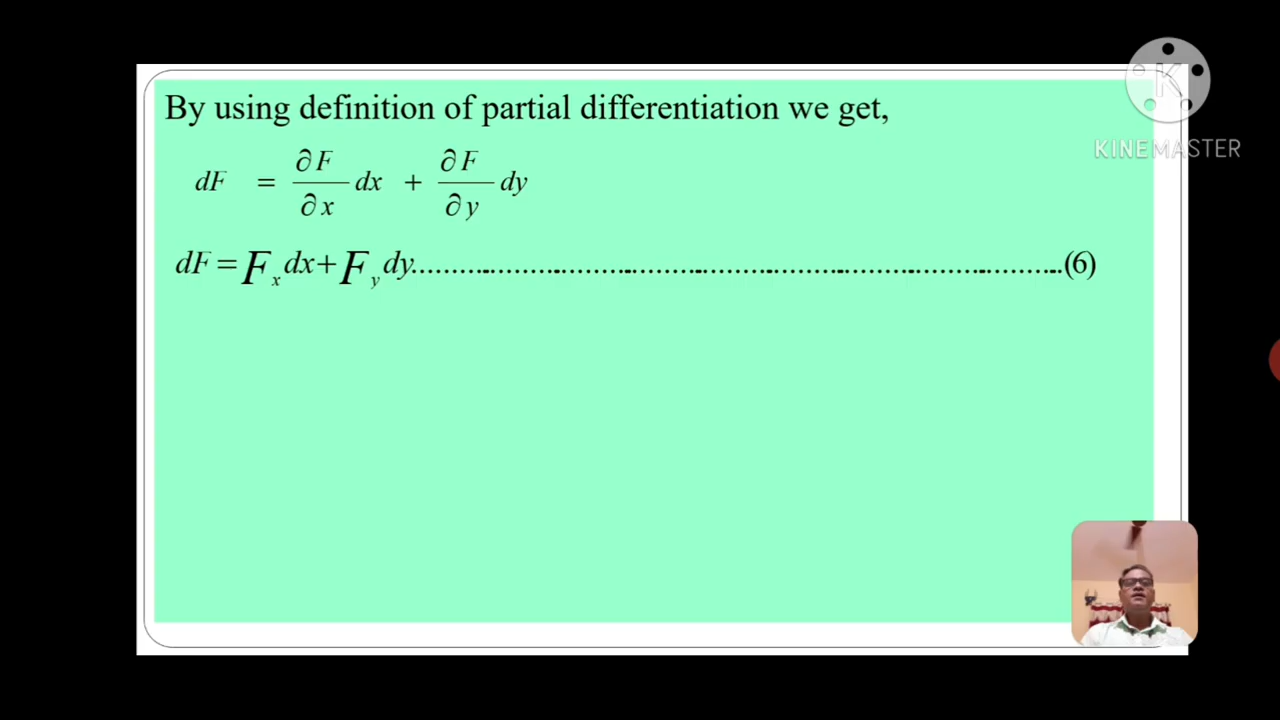 By using definition of partial differentiation we get,
dF = ∂F/∂x dx + ∂F/∂y dy
dF = F_x dx + F_y dy..........................................................................(6)
K
KINEMASTER